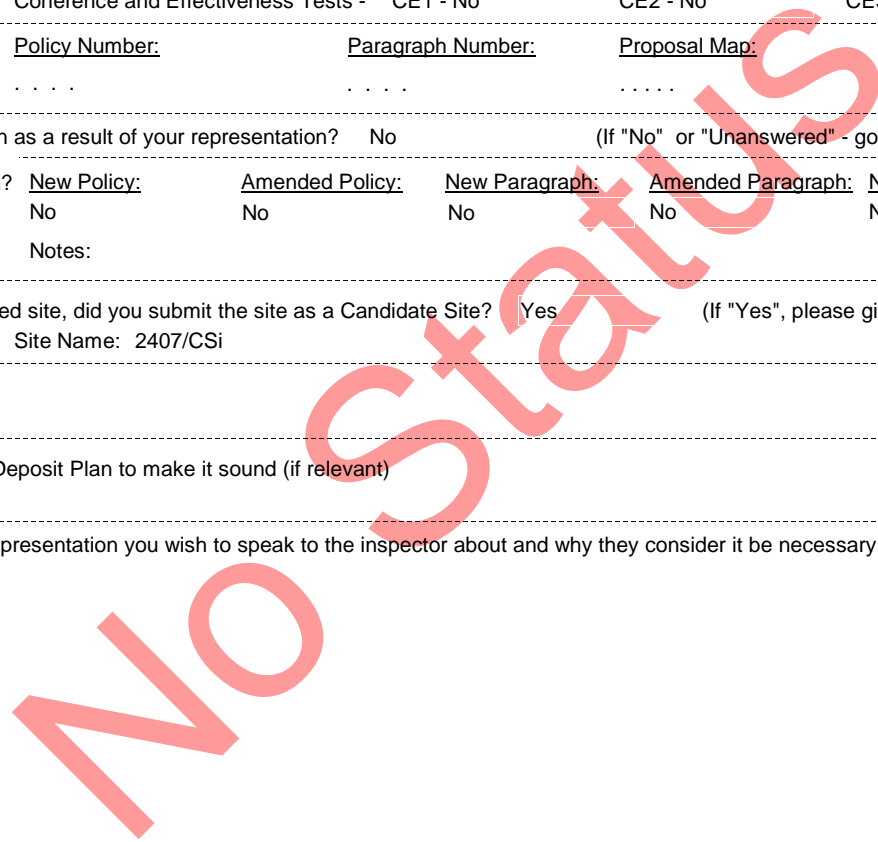 Coherence and Effectiveness Tests - CE1 - No CE2 - No
Policy Number: Paragraph Number: Proposal Map:
. . . . . . . . . . . . .
n as a result of your representation? No (If "No" or "Unanswered" - go
? New Policy: Amended Policy: New Paragraph: Amended Paragraph: N
No No No No N
Notes:
ed site, did you submit the site as a Candidate Site? Yes (If "Yes", please gi
Site Name: 2407/CSi
Deposit Plan to make it sound (if relevant)
presentation you wish to speak to the inspector about and why they consider it be necessary
No Status